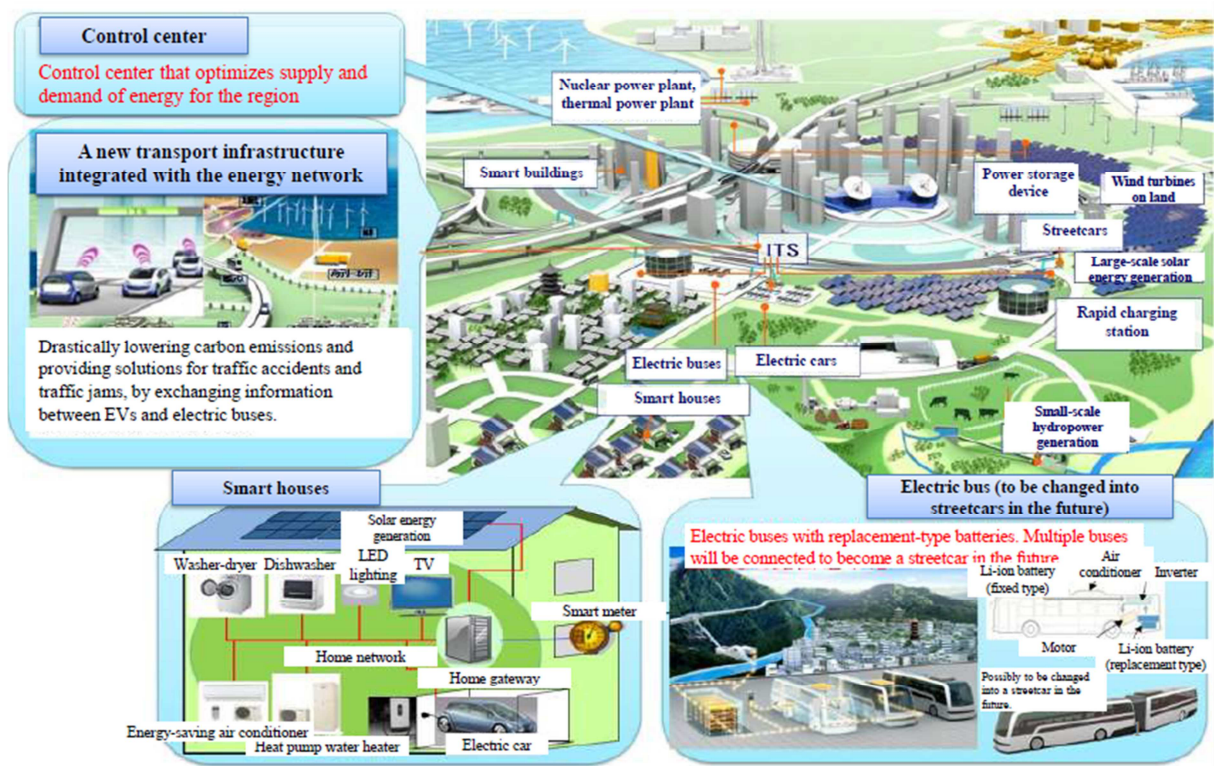 Control center
Control center that optimizes supply and
demand of energy for the region
A new transport infrastructure
integrated with the energy network
ITS
Drastically lowering carbon emissions and
providing solutions for traffic accidents and
traffic jams, by exchanging information
between EVs and electric buses.
Nuclear power plant,
thermal power plant
Smart buildings
Power storage
device
Wind turbines
on land
Streetcars
ITS
Large-scale solar
energy generation
Rapid charging
station
Electric buses
Electric cars
Smart houses
Small-scale
hydropower
generation
Smart houses
Solar energy
generation
Washer-dryer
Dishwasher
LED
lighting
TV
Smart meter
Home network
Home gateway
Energy-saving air conditioner
Heat pump water heater
Electric car
Electric bus (to be changed into
streetcars in the future)
Electric buses with replacement-type batteries. Multiple buses
will be connected to become a streetcar in the future
Li-ion battery
(fixed type)
Air
conditioner
Inverter
Motor
Li-ion battery
(replacement type)
Possibly to be changed
into a streetcar in the
future.